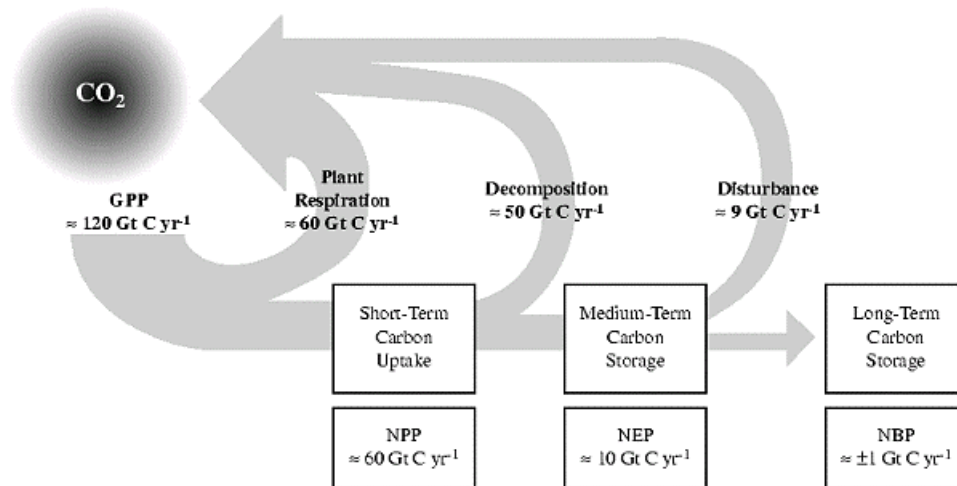 CO₂
GPP
≈ 120 Gt C yr⁻¹
Plant
Respiration
≈ 60 Gt C yr⁻¹
Decomposition
≈ 50 Gt C yr⁻¹
Disturbance
≈ 9 Gt C yr⁻¹
Short-Term
Carbon
Uptake
Medium-Term
Carbon
Storage
Long-Term
Carbon
Storage
NPP
≈ 60 Gt C yr⁻¹
NEP
≈ 10 Gt C yr⁻¹
NBP
≈ ±1 Gt C yr⁻¹